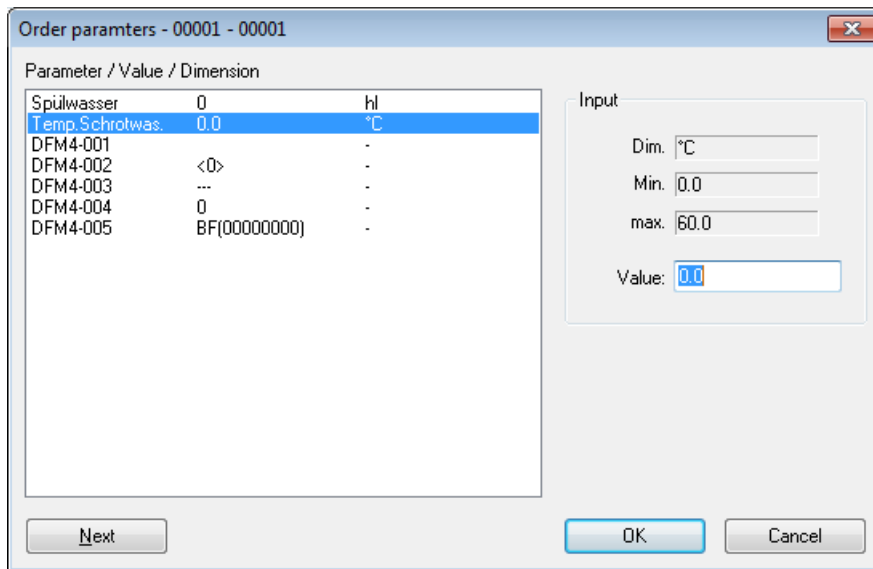 Order paramters - 00001 - 00001
Parameter / Value / Dimension
Spülwasser 0 hl
Temp.Schrotwas. 0.0 °C
DFM4-001 -
DFM4-002 <0> -
DFM4-003 --- -
DFM4-004 0 -
DFM4-005 BF(00000000) -
Input
Dim. °C
Min. 0.0
max. 60.0
Value: 0.0
Next
OK
Cancel